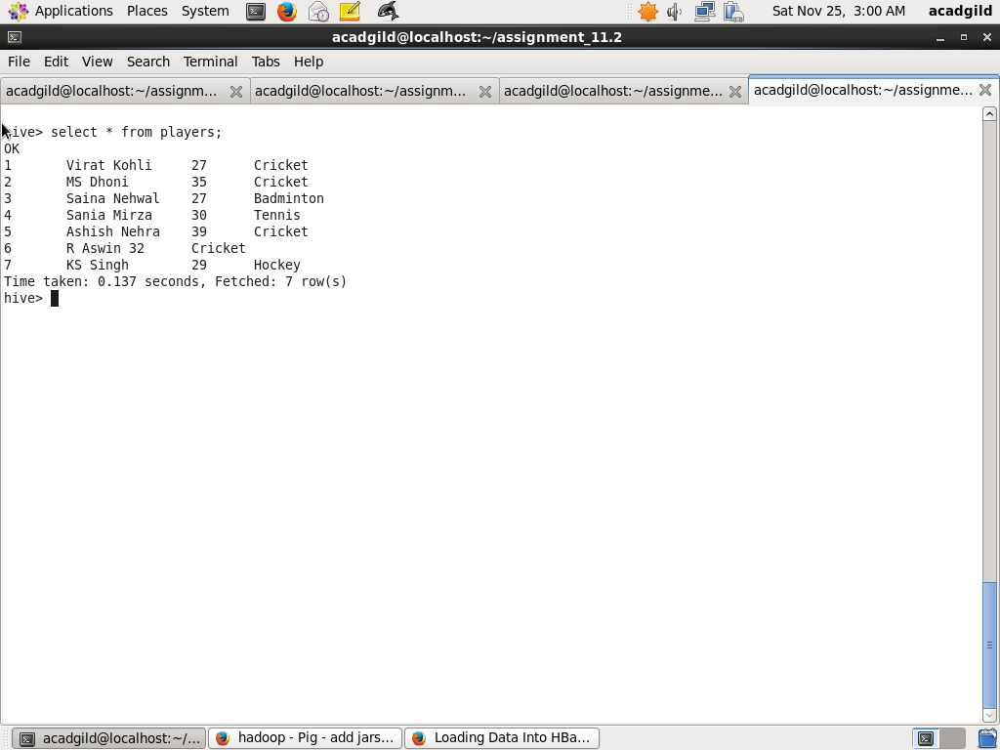 Applications Places System Sat Nov 25, 3:00 AM acadgild
acadgild@localhost:~/assignment_11.2
File Edit View Search Terminal Tabs Help
acadgild@localhost:~/assignm... acadgild@localhost:~/assignm... acadgild@localhost:~/assignme... acadgild@localhost:~/assignme...
hive> select * from players;
OK
1 Virat Kohli 27 Cricket
2 MS Dhoni 35 Cricket
3 Saina Nehwal 27 Badminton
4 Sania Mirza 30 Tennis
5 Ashish Nehra 39 Cricket
6 R Aswin 32 Cricket
7 KS Singh 29 Hockey
Time taken: 0.137 seconds, Fetched: 7 row(s)
hive>
acadgild@localhost:~/... hadoop - Pig - add jars... Loading Data Into HBa...